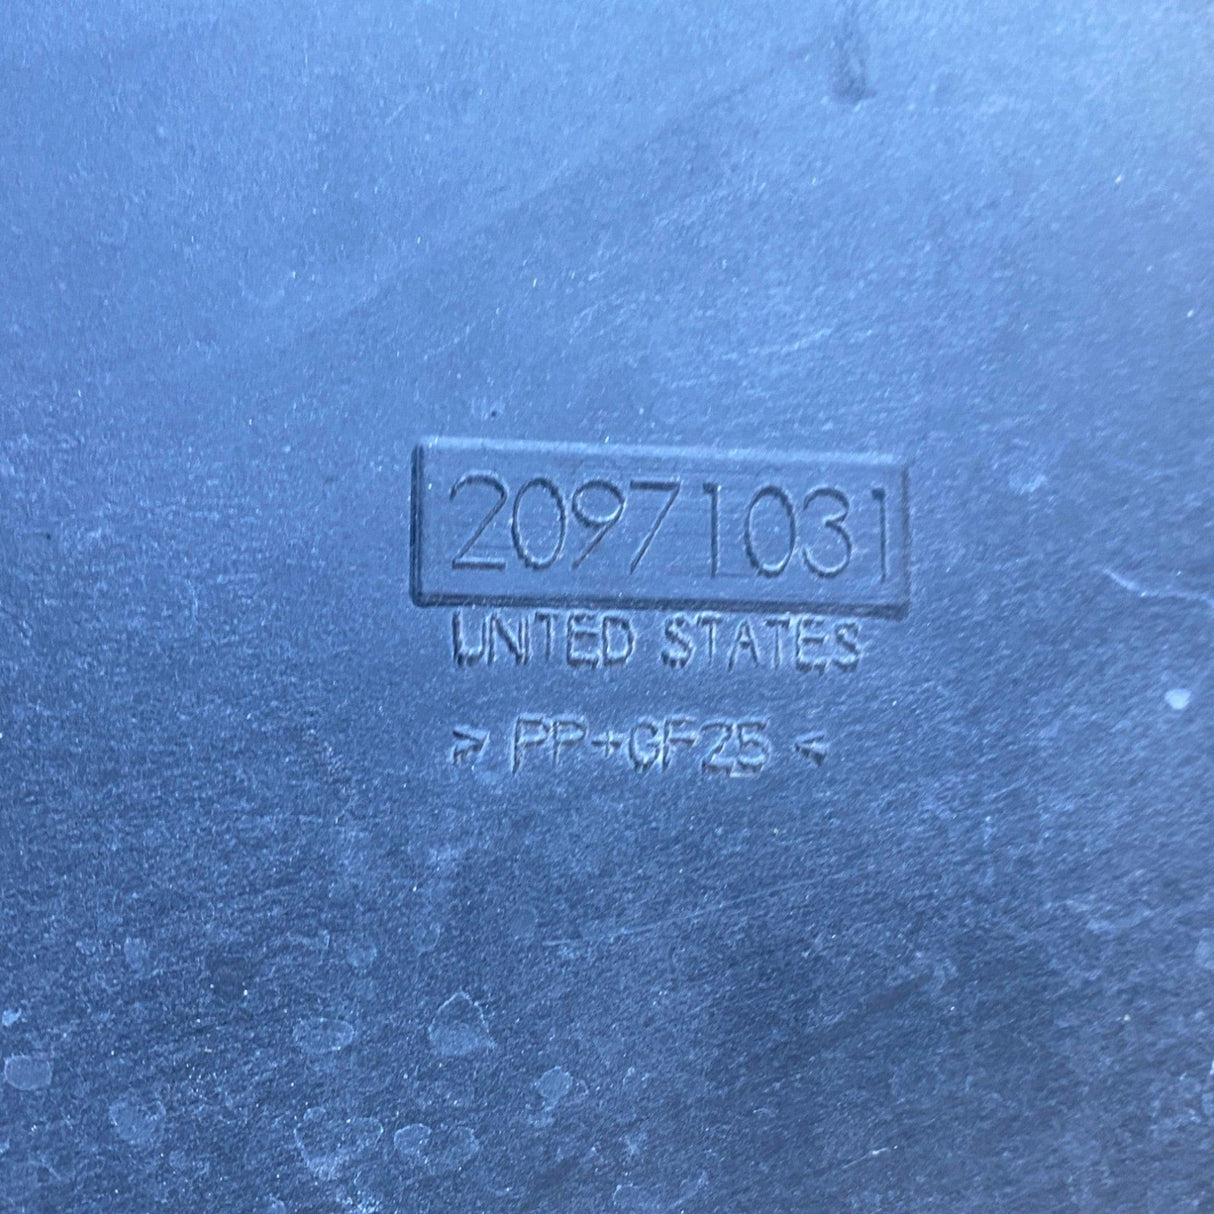 20971031
UNITED STATES
> PP+GF25 <